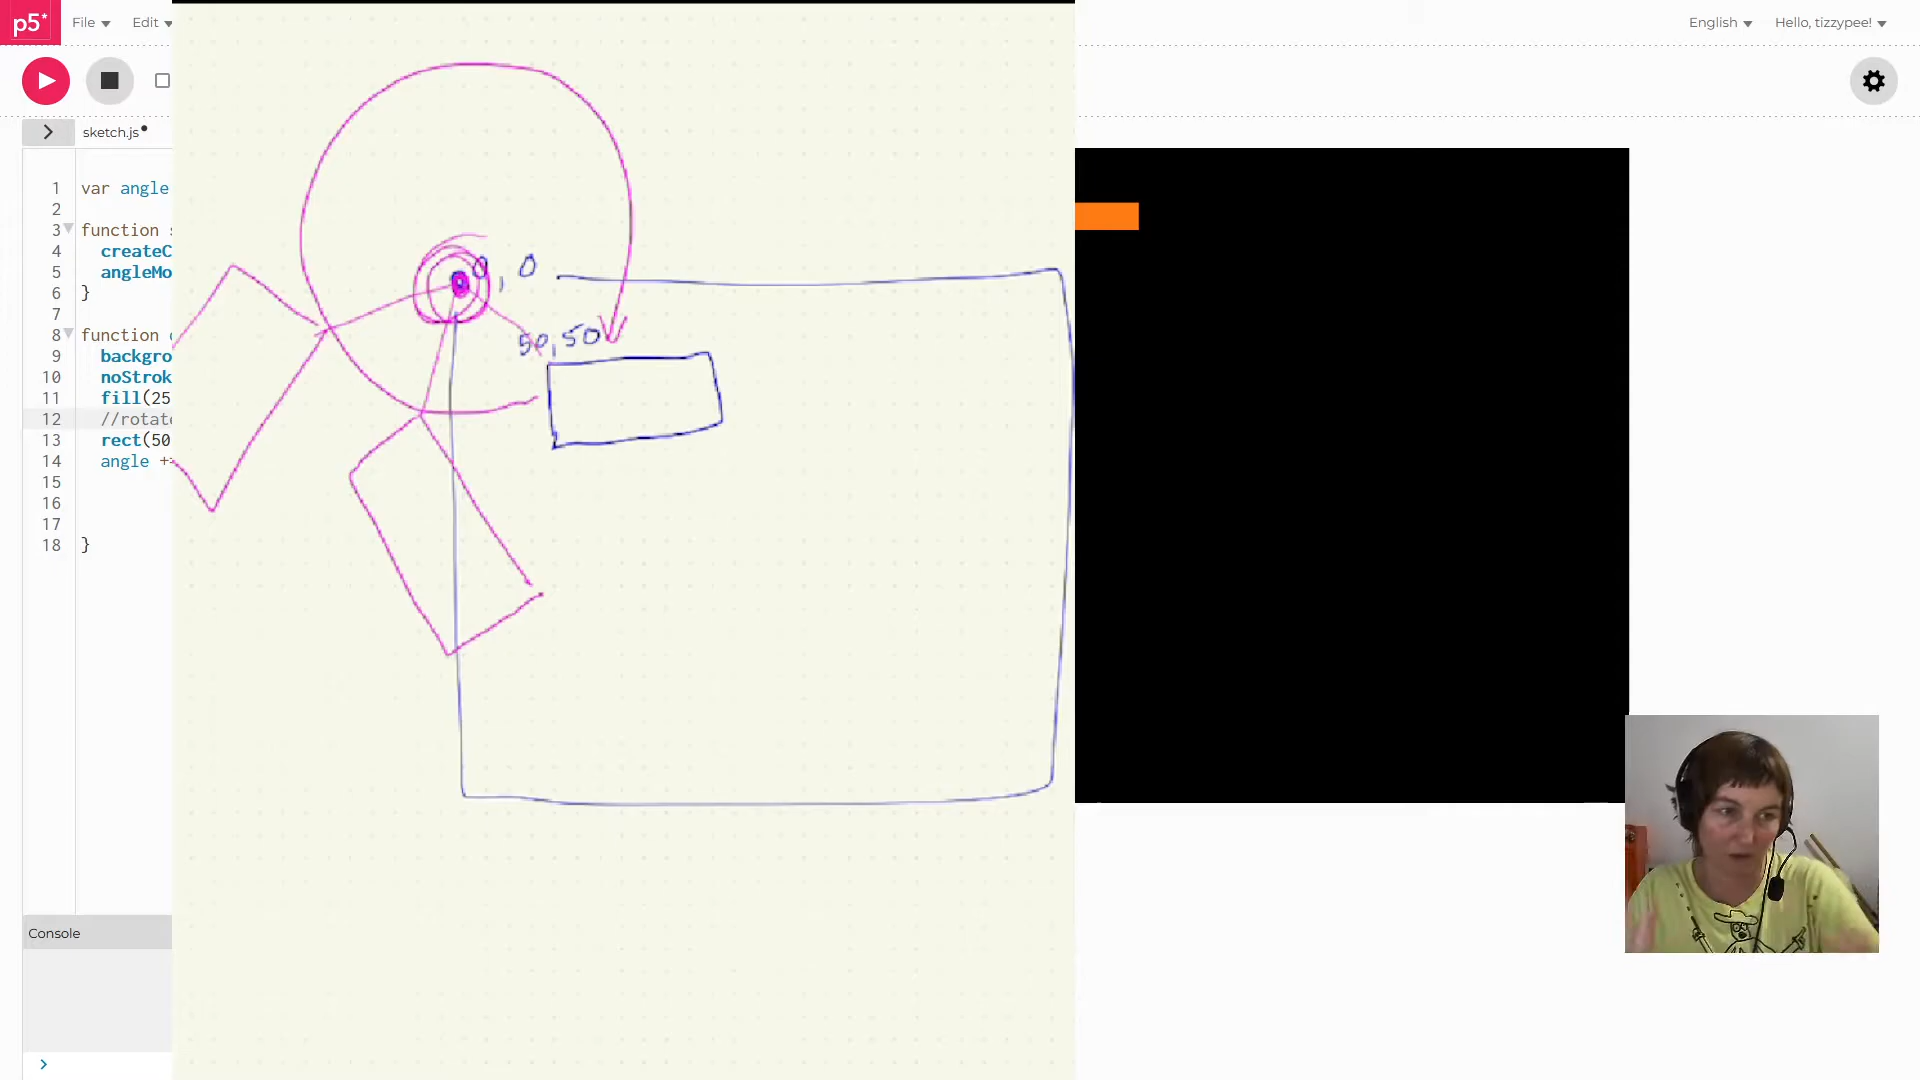 p5* File Edit English Hello, tizzypee!
sketch.js
1 var angle
2
3 function s
4 createC
5 angleMo
6 }
7
8 function
9 backgro
10 noStrok
11 fill(25
12 //rotate
13 rect(50
14 angle +
15
16
17
18 }
0, 0
50,50
Console